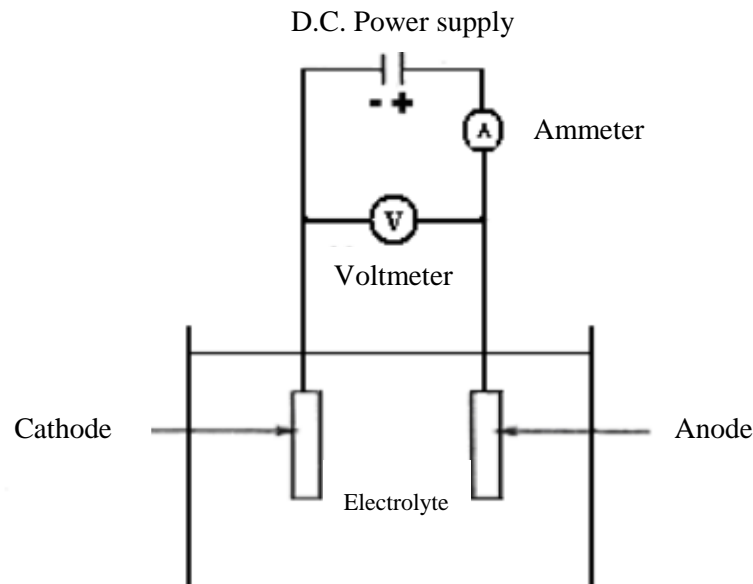 D.C. Power supply
- +
A
Ammeter
V
Voltmeter
Cathode
Anode
Electrolyte